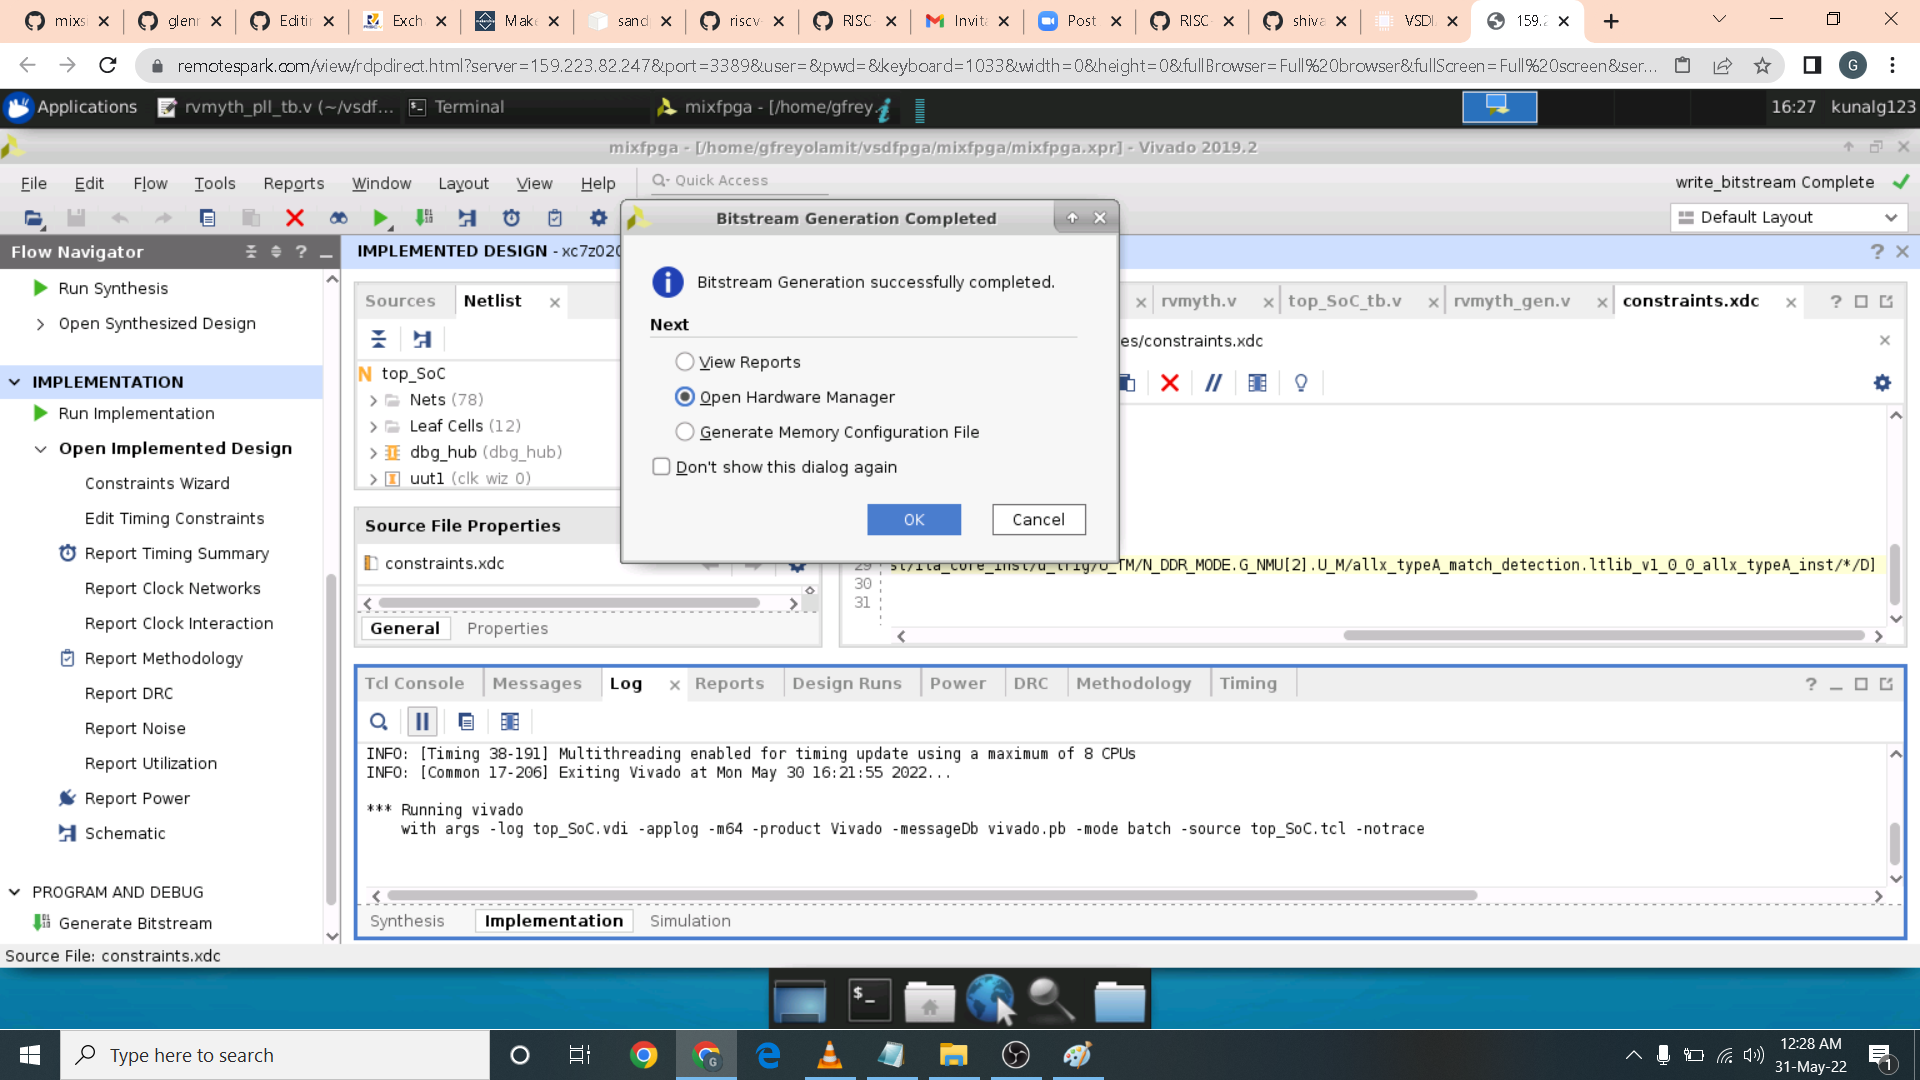 mixsi
glenr
Editi
Exch
Make
sand
riscv-
RISC-
Invita
Post
RISC-
shiva
VSDI
159.2
remotespark.com/view/rdpdirect.html?server=159.223.82.247&port=3389&user=&pwd=&keyboard=1033&width=0&height=0&fullBrowser=Full%20browser&fullScreen=Full%20screen&ser...
G
Applications
rvmyth_pll_tb.v (~/vsdf...
Terminal
mixfpga - [/home/gfrey...
16:27 kunalg123
mixfpga - [/home/gfreyolamit/vsdfpga/mixfpga/mixfpga.xpr] - Vivado 2019.2
File Edit Flow Tools Reports Window Layout View Help
Quick Access
write_bitstream Complete
Default Layout
Flow Navigator
Run Synthesis
Open Synthesized Design
IMPLEMENTATION
Run Implementation
Open Implemented Design
Constraints Wizard
Edit Timing Constraints
Report Timing Summary
Report Clock Networks
Report Clock Interaction
Report Methodology
Report DRC
Report Noise
Report Utilization
Report Power
Schematic
PROGRAM AND DEBUG
Generate Bitstream
IMPLEMENTED DESIGN - xc7z020
Sources
Netlist
top_SoC
Nets (78)
Leaf Cells (12)
dbg_hub (dbg_hub)
uut1 (clk_wiz_0)
Source File Properties
constraints.xdc
General
Properties
Bitstream Generation Completed
Bitstream Generation successfully completed.
Next
View Reports
Open Hardware Manager
Generate Memory Configuration File
Don't show this dialog again
OK
Cancel
rvmyth.v
top_SoC_tb.v
rvmyth_gen.v
constraints.xdc
es/constraints.xdc
29 st/ila_core_inst/u_trig/U_TM/N_DDR_MODE.G_NMU[2].U_M/allx_typeA_match_detection.ltlib_v1_0_0_allx_typeA_inst/*/D]
30
31
Tcl Console Messages Log Reports Design Runs Power DRC Methodology Timing
INFO: [Timing 38-191] Multithreading enabled for timing update using a maximum of 8 CPUs
INFO: [Common 17-206] Exiting Vivado at Mon May 30 16:21:55 2022...
*** Running vivado
with args -log top_SoC.vdi -applog -m64 -product Vivado -messageDb vivado.pb -mode batch -source top_SoC.tcl -notrace
Synthesis Implementation Simulation
Source File: constraints.xdc
Type here to search
12:28 AM
31-May-22
1